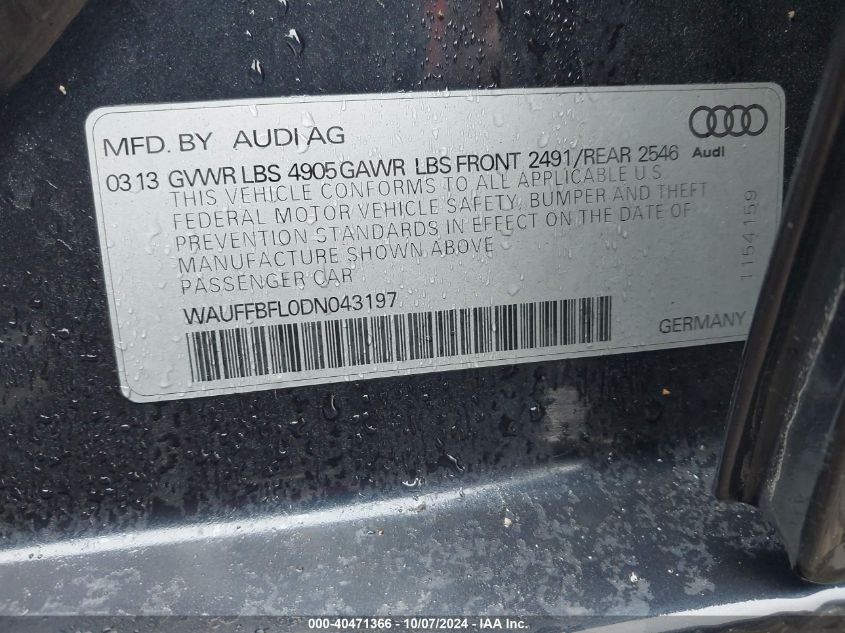 MFD. BY AUDI AG
03 13 GVWR LBS 4905 GAWR LBS FRONT 2491/REAR 2546
THIS VEHICLE CONFORMS TO ALL APPLICABLE U.S.
FEDERAL MOTOR VEHICLE SAFETY, BUMPER AND THEFT
PREVENTION STANDARDS IN EFFECT ON THE DATE OF
MANUFACTURE SHOWN ABOVE
PASSENGER CAR
WAUFFBFL0DN043197
Audi
1154159
GERMANY
000-40471366 - 10/07/2024 - IAA Inc.